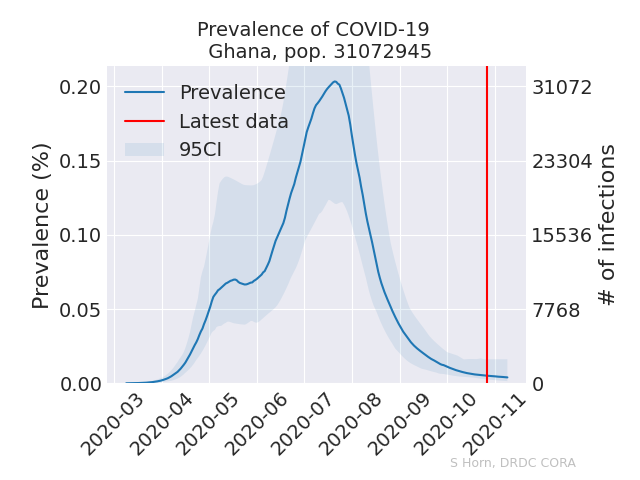 Prevalence of COVID-19
Ghana, pop. 31072945
Prevalence (%)
0.20
0.15
0.10
0.05
0.00
Prevalence
Latest data
95CI
31072
23304
15536
7768
0
# of infections
2020-03
2020-04
2020-05
2020-06
2020-07
2020-08
2020-09
2020-10
2020-11
S Horn, DRDC CORA